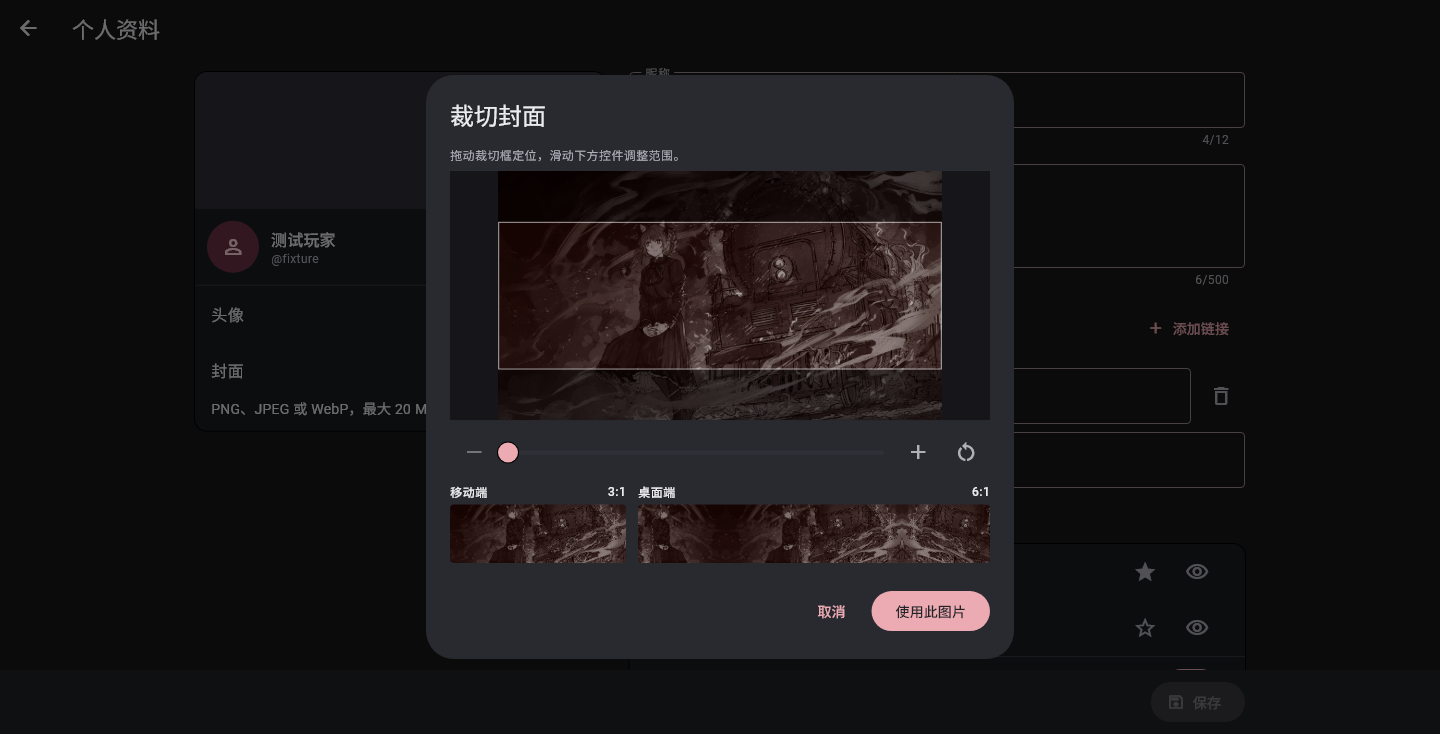 个人资料
昵称
裁切封面
4/12
拖动裁切框定位，滑动下方控件调整范围。
测试玩家
@fixture
6/500
头像
添加链接
封面
PNG、JPEG 或 WebP，最大 20 M
移动端 3:1 桌面端 6:1
取消 使用此图片
保存